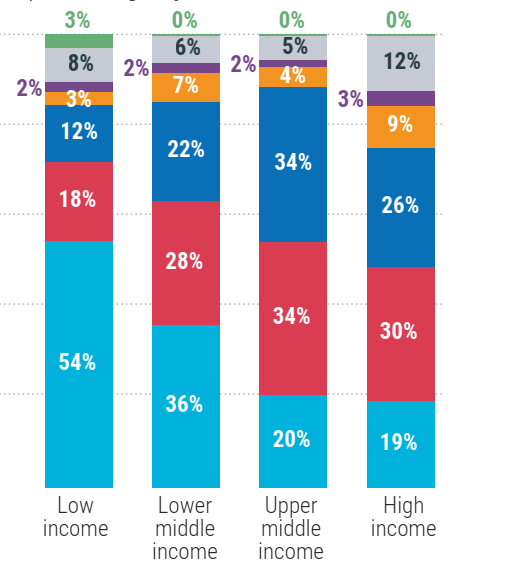 3% 0% 0% 0%
8% 6% 5% 12%
2% 2% 2% 3%
3% 7% 4% 9%
12% 22% 34% 26%
18% 28% 34% 30%
54% 36% 20% 19%
Low Lower Upper High
income middle middle income
income income